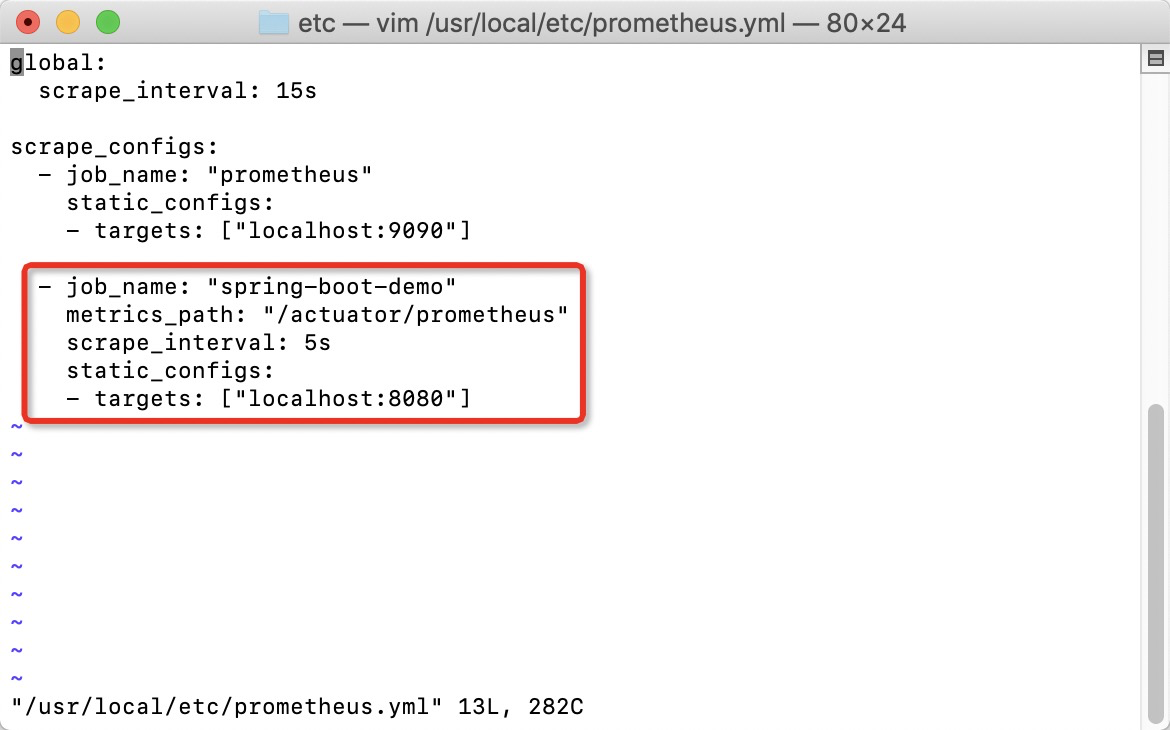 etc — vim /usr/local/etc/prometheus.yml — 80×24
global:
  scrape_interval: 15s

scrape_configs:
  - job_name: "prometheus"
    static_configs:
    - targets: ["localhost:9090"]

  - job_name: "spring-boot-demo"
    metrics_path: "/actuator/prometheus"
    scrape_interval: 5s
    static_configs:
    - targets: ["localhost:8080"]
~
~
~
~
~
~
~
~
~
~
"/usr/local/etc/prometheus.yml" 13L, 282C